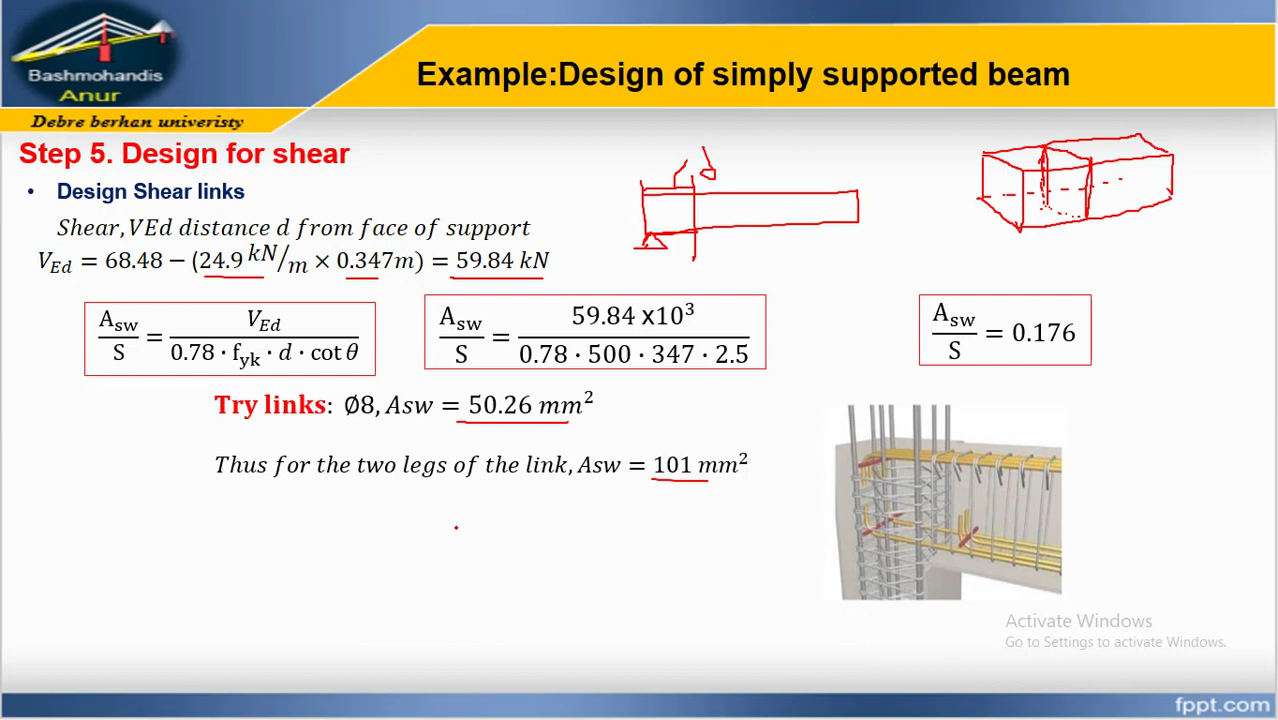 Bashmohandis
Anur
Debre berhan univeristy
Example:Design of simply supported beam
Step 5. Design for shear
• Design Shear links
Shear, VEd distance d from face of support
V_Ed = 68.48 − (24.9 kN/m × 0.347m) = 59.84 kN
A_sw/S = V_Ed / (0.78 · f_yk · d · cot θ)
A_sw/S = 59.84 x10³ / (0.78 · 500 · 347 · 2.5)
A_sw/S = 0.176
Try links: Ø8, Asw = 50.26 mm²
Thus for the two legs of the link, Asw = 101 mm²
Activate Windows
Go to Settings to activate Windows.
fppt.com